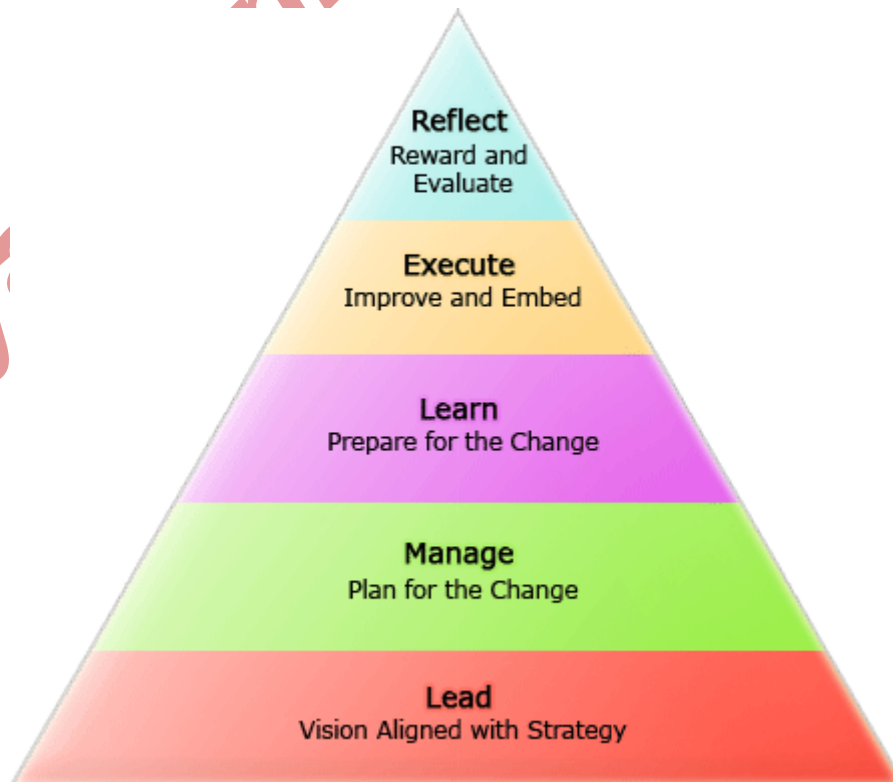 Reflect
Reward and
Evaluate
Execute
Improve and Embed
Learn
Prepare for the Change
Manage
Plan for the Change
Lead
Vision Aligned with Strategy